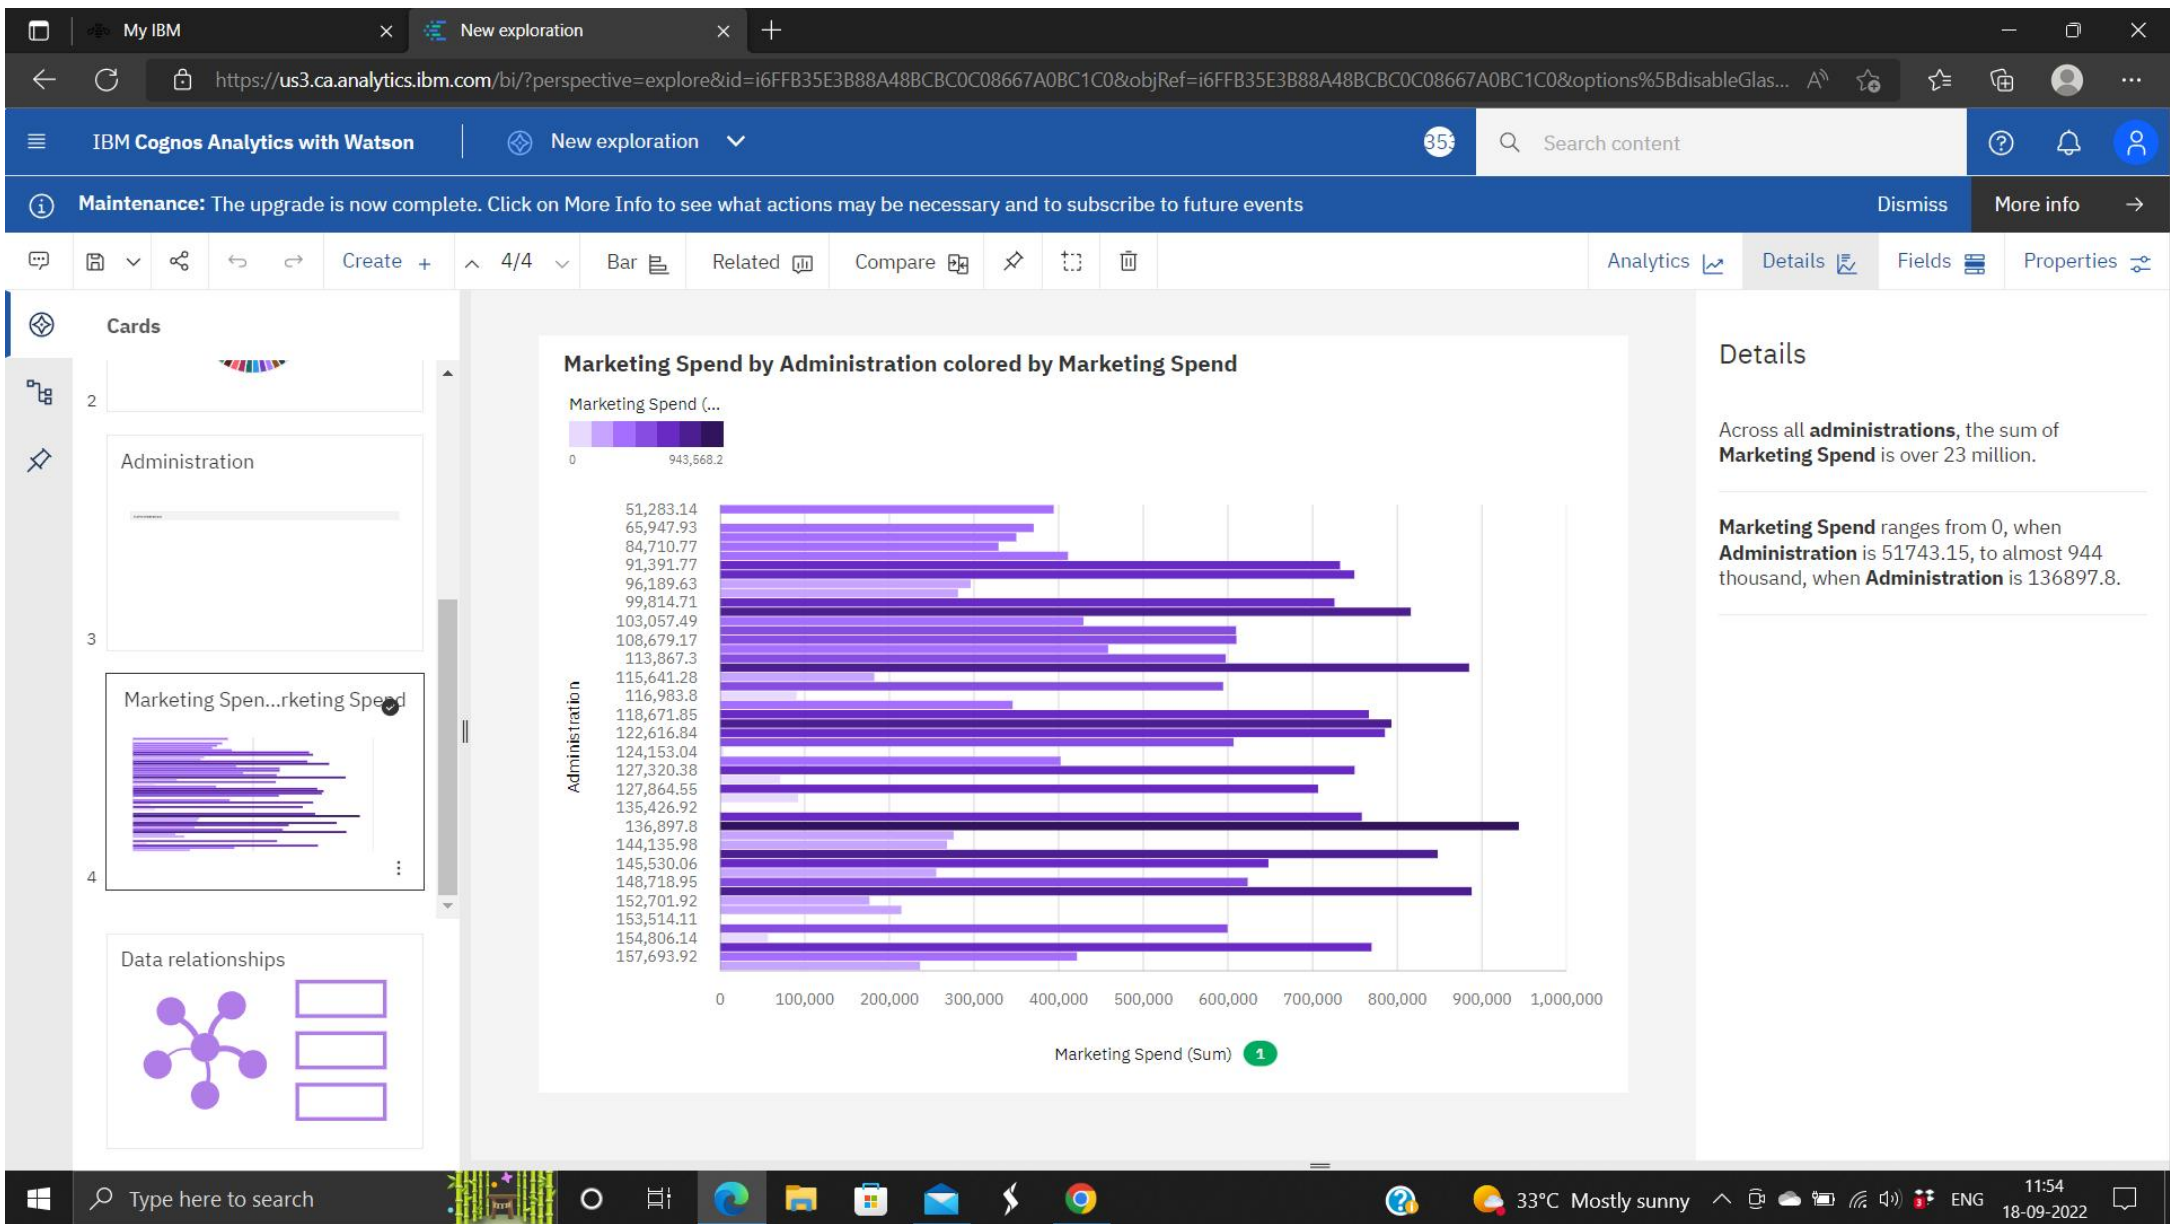 My IBM
New exploration
https://us3.ca.analytics.ibm.com/bi/?perspective=explore&id=i6FFB35E3B88A48BCBC0C08667A0BC1C0&objRef=i6FFB35E3B88A48BCBC0C08667A0BC1C0&options%5BdisableGlas...
IBM Cognos Analytics with Watson
New exploration
Search content
Maintenance: The upgrade is now complete. Click on More Info to see what actions may be necessary and to subscribe to future events
Dismiss
More info
Create +
4/4
Bar
Related
Compare
Analytics
Details
Fields
Properties
Cards
2
Administration
3
Marketing Spen...rketing Spend
4
Data relationships
Marketing Spend by Administration colored by Marketing Spend
Marketing Spend (...
0 943,568.2
Administration
51,283.14
65,947.93
84,710.77
91,391.77
96,189.63
99,814.71
103,057.49
108,679.17
113,867.3
115,641.28
116,983.8
118,671.85
122,616.84
124,153.04
127,320.38
127,864.55
135,426.92
136,897.8
144,135.98
145,530.06
148,718.95
152,701.92
153,514.11
154,806.14
157,693.92
0 100,000 200,000 300,000 400,000 500,000 600,000 700,000 800,000 900,000 1,000,000
Marketing Spend (Sum) 1
Details
Across all administrations, the sum of
Marketing Spend is over 23 million.
Marketing Spend ranges from 0, when
Administration is 51743.15, to almost 944
thousand, when Administration is 136897.8.
Type here to search
33°C Mostly sunny
ENG
11:54
18-09-2022